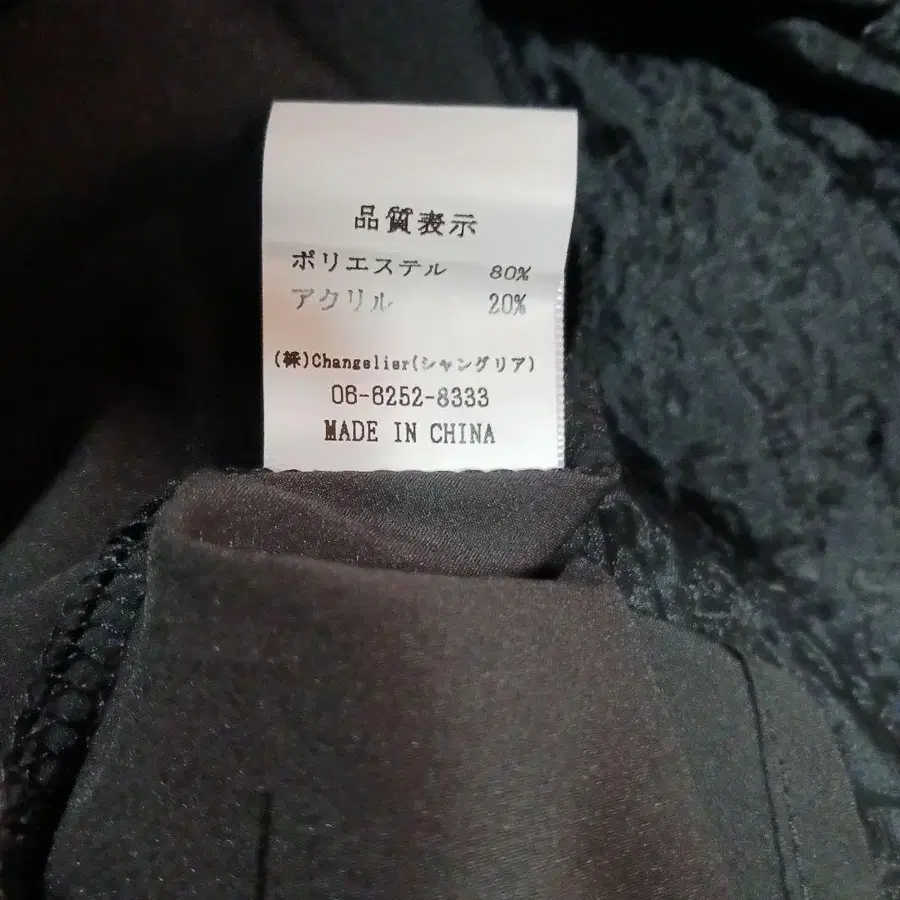 品質表示
ポリエステル 80%
アクリル 20%
(株)Changelier(シャングリア)
06-6252-8333
MADE IN CHINA